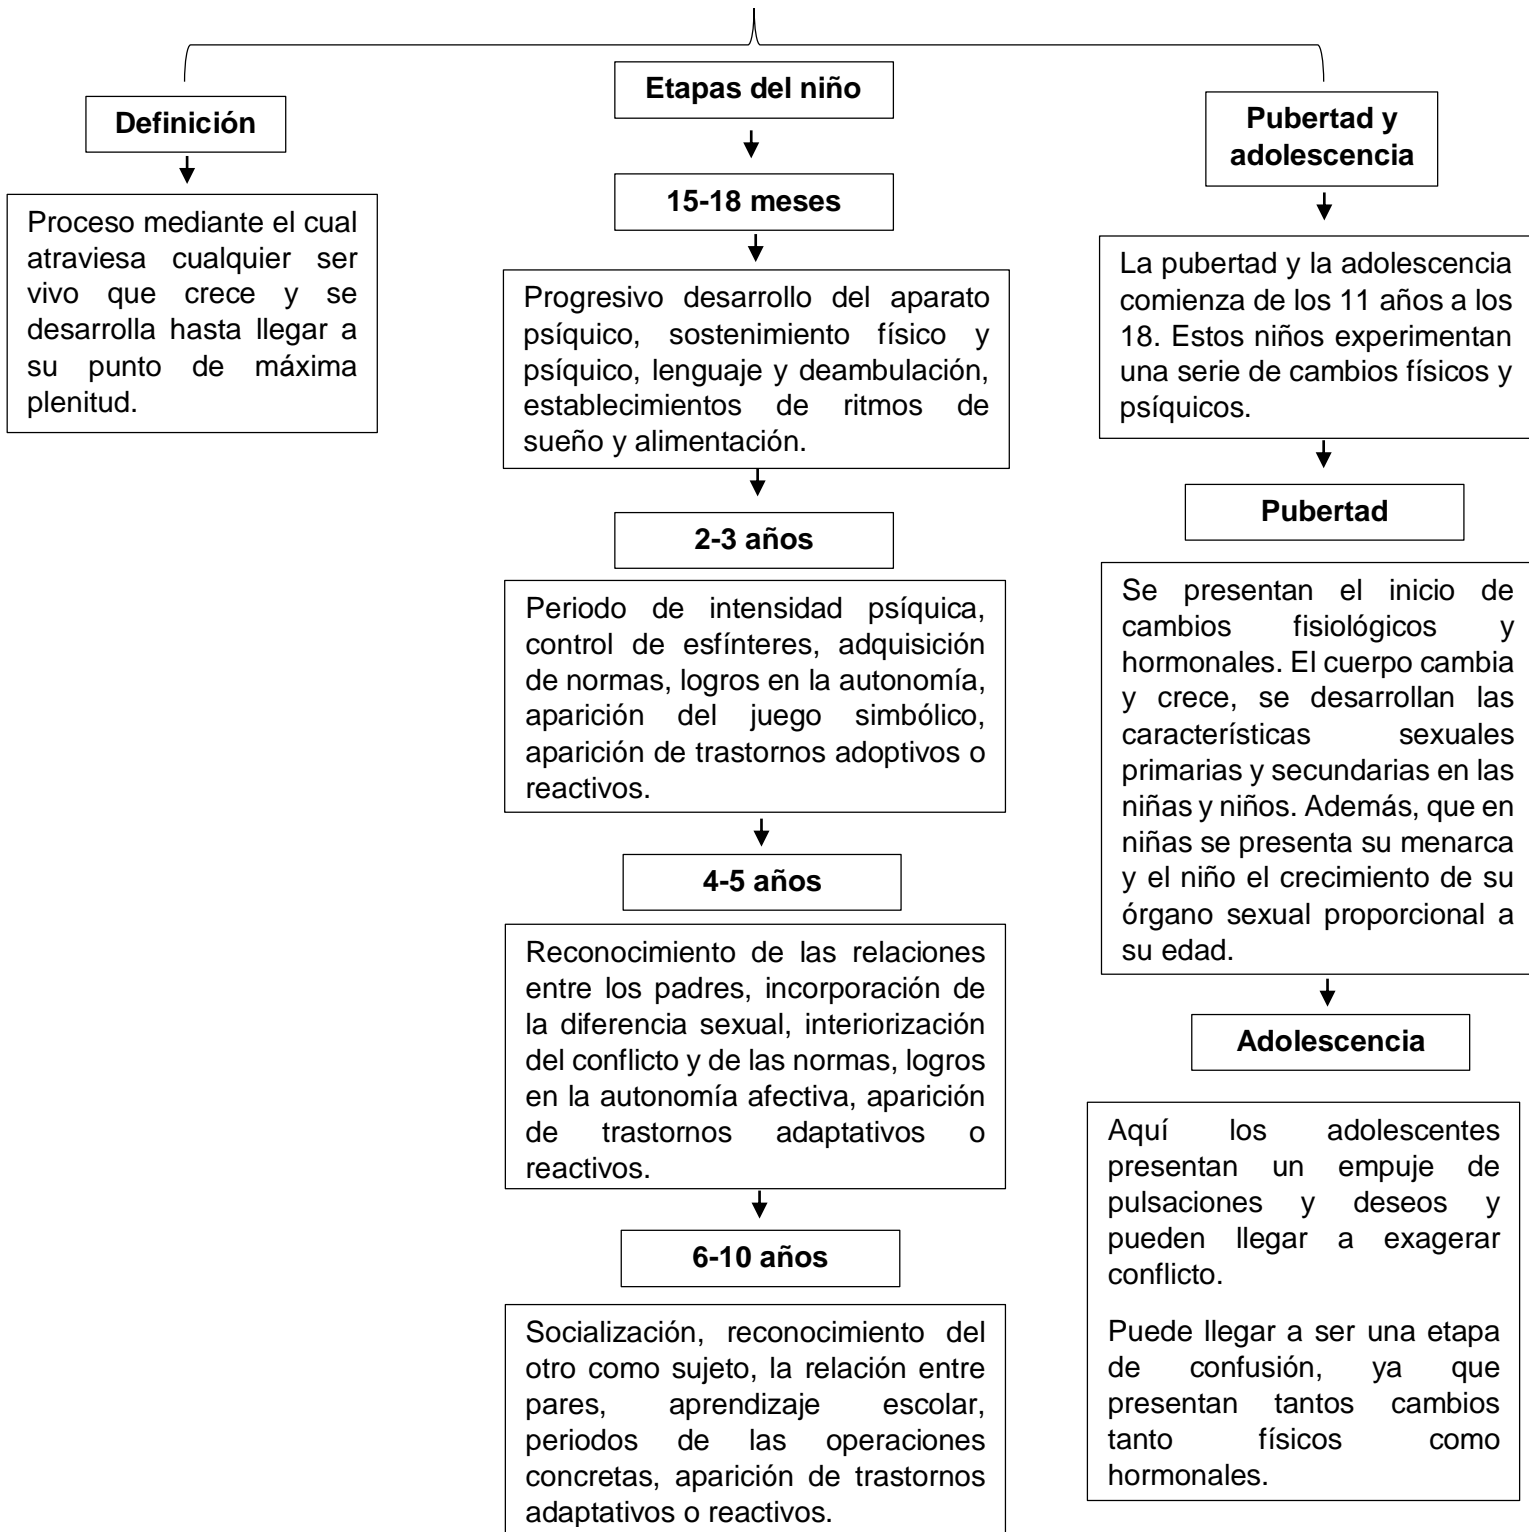 Definición
Proceso mediante el cual
atraviesa cualquier ser
vivo que crece y se
desarrolla hasta llegar a
su punto de máxima
plenitud.
Etapas del niño
15-18 meses
Progresivo desarrollo del aparato
psíquico, sostenimiento físico y
psíquico, lenguaje y deambulación,
establecimientos de ritmos de
sueño y alimentación.
2-3 años
Periodo de intensidad psíquica,
control de esfínteres, adquisición
de normas, logros en la autonomía,
aparición del juego simbólico,
aparición de trastornos adoptivos o
reactivos.
4-5 años
Reconocimiento de las relaciones
entre los padres, incorporación de
la diferencia sexual, interiorización
del conflicto y de las normas, logros
en la autonomía afectiva, aparición
de trastornos adaptativos o
reactivos.
6-10 años
Socialización, reconocimiento del
otro como sujeto, la relación entre
pares, aprendizaje escolar,
periodos de las operaciones
concretas, aparición de trastornos
adaptativos o reactivos.
Pubertad y
adolescencia
La pubertad y la adolescencia
comienza de los 11 años a los
18. Estos niños experimentan
una serie de cambios físicos y
psíquicos.
Pubertad
Se presentan el inicio de
cambios fisiológicos y
hormonales. El cuerpo cambia
y crece, se desarrollan las
características sexuales
primarias y secundarias en las
niñas y niños. Además, que en
niñas se presenta su menarca
y el niño el crecimiento de su
órgano sexual proporcional a
su edad.
Adolescencia
Aquí los adolescentes
presentan un empuje de
pulsaciones y deseos y
pueden llegar a exagerar
conflicto.
Puede llegar a ser una etapa
de confusión, ya que
presentan tantos cambios
tanto físicos como
hormonales.